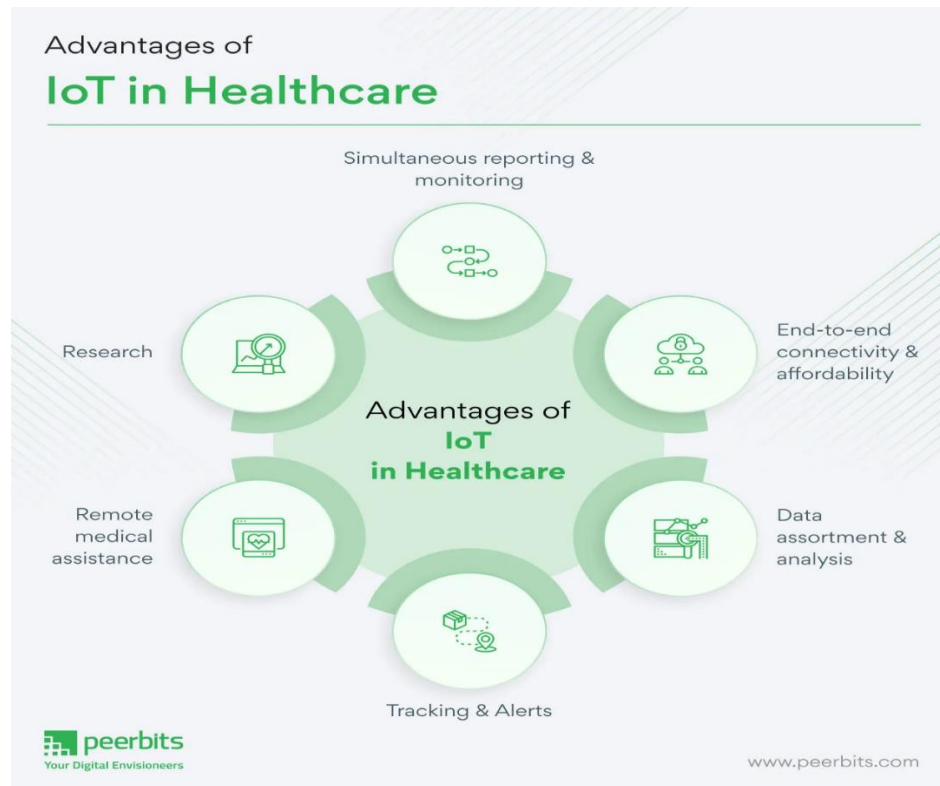 Advantages of
IoT in Healthcare
Simultaneous reporting &
monitoring
End-to-end
connectivity &
affordability
Research
Advantages of
IoT
in Healthcare
Remote
medical
assistance
Data
assortment &
analysis
Tracking & Alerts
peerbits
Your Digital Envisioneers
www.peerbits.com